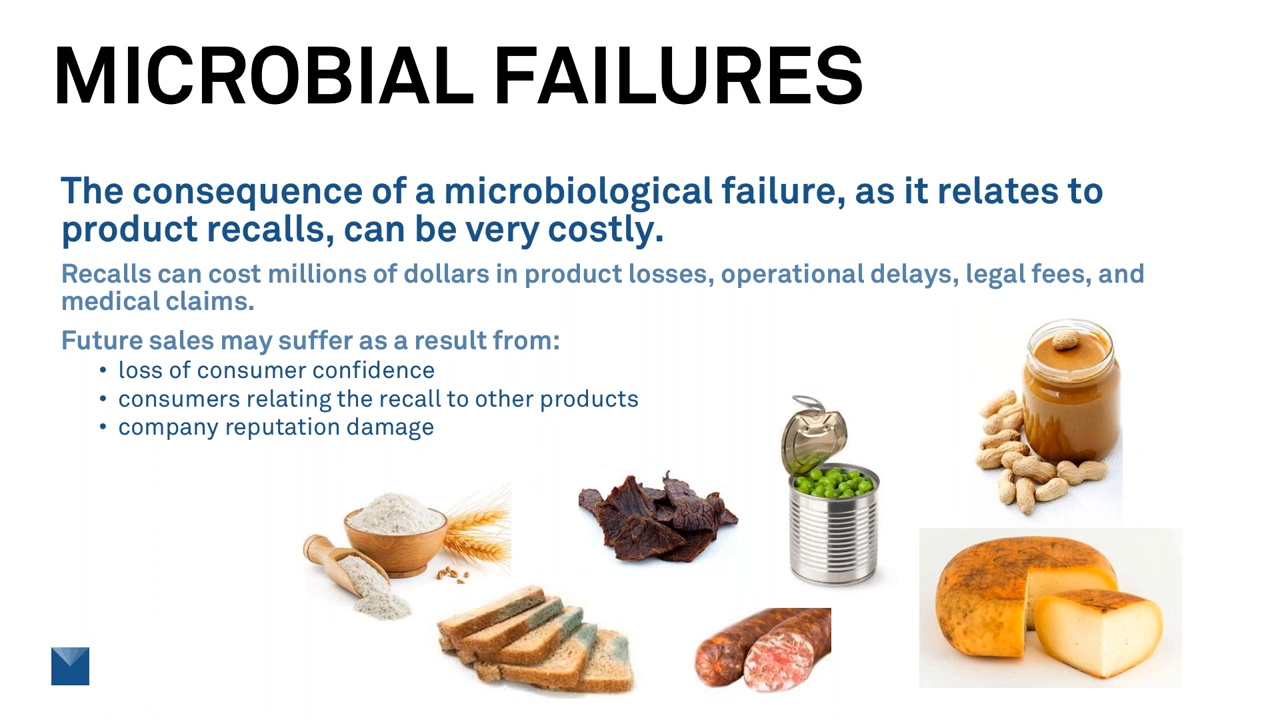 MICROBIAL FAILURES
The consequence of a microbiological failure, as it relates to
product recalls, can be very costly.
Recalls can cost millions of dollars in product losses, operational delays, legal fees, and
medical claims.
Future sales may suffer as a result from:
• loss of consumer confidence
• consumers relating the recall to other products
• company reputation damage